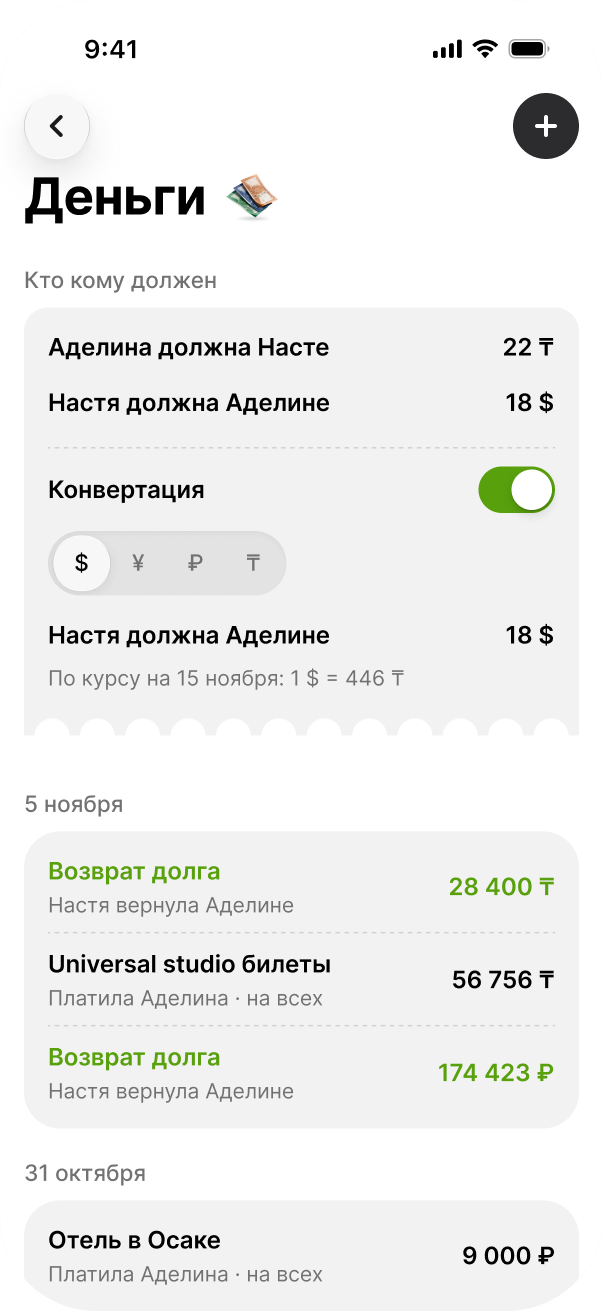 9:41
Деньги
Кто кому должен
Аделина должна Насте 22 ₸
Настя должна Аделине 18 $
Конвертация
$ ¥ ₽ ₸
Настя должна Аделине 18 $
По курсу на 15 ноября: 1 $ = 446 ₸
5 ноября
Возврат долга 28 400 ₸
Настя вернула Аделине
Universal studio билеты 56 756 ₸
Платила Аделина · на всех
Возврат долга 174 423 ₽
Настя вернула Аделине
31 октября
Отель в Осаке 9 000 ₽
Платила Аделина · на всех